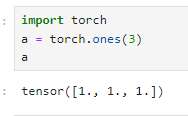 import torch
a = torch.ones(3)
a
tensor([1., 1., 1.])